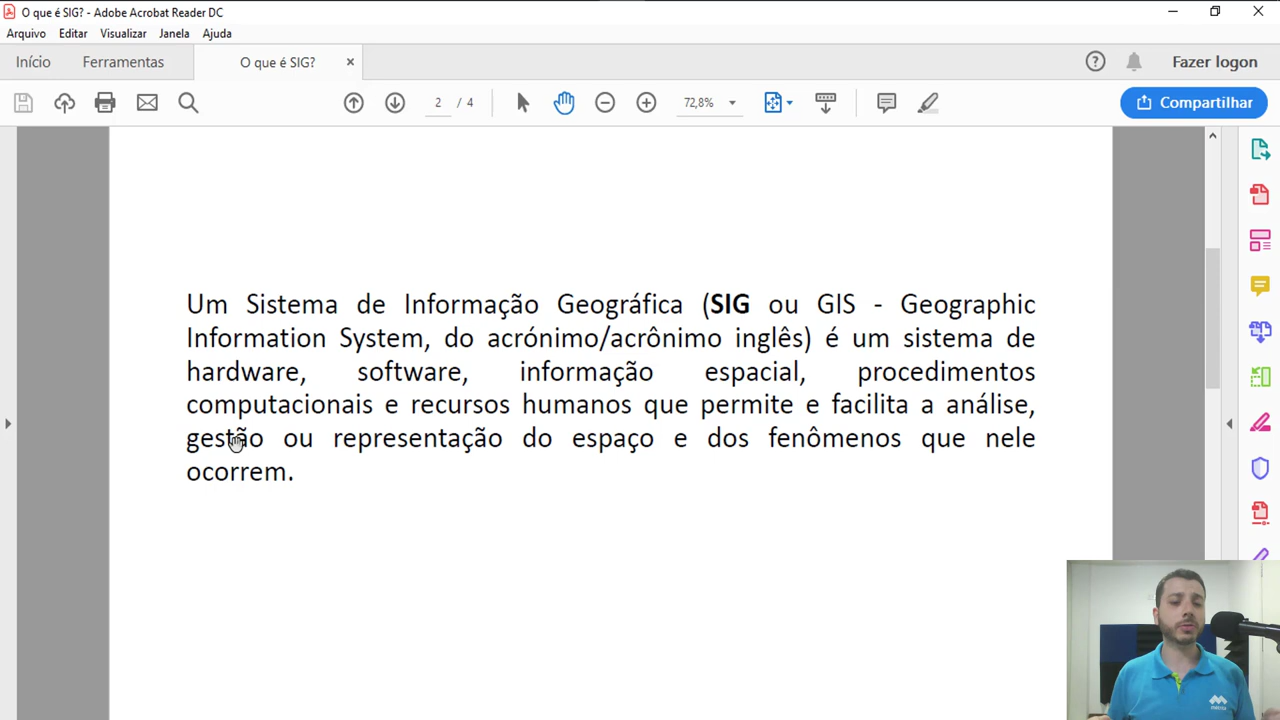 O que é SIG? - Adobe Acrobat Reader DC
Arquivo Editar Visualizar Janela Ajuda
Início Ferramentas O que é SIG? × Fazer logon
2 / 4 72,8% Compartilhar
Um Sistema de Informação Geográfica (SIG ou GIS - Geographic
Information System, do acrónimo/acrônimo inglês) é um sistema de
hardware, software, informação espacial, procedimentos
computacionais e recursos humanos que permite e facilita a análise,
gestão ou representação do espaço e dos fenômenos que nele
ocorrem.